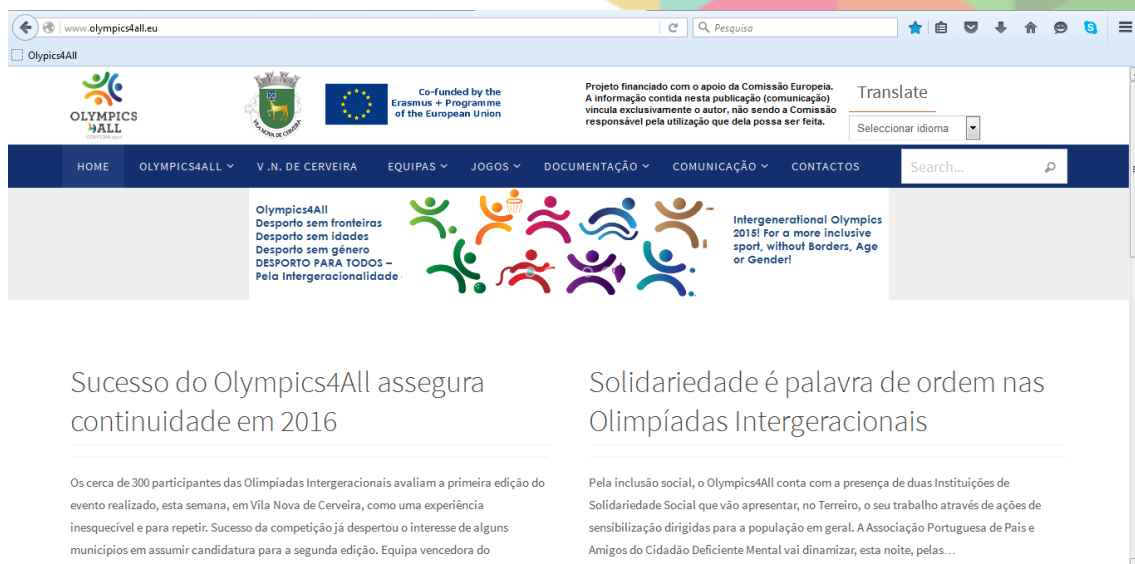 www.olympics4all.eu
Pesquisa
Olypics4All
OLYMPICS
4ALL
CERVEIRA 2015
VILA NOVA DE CERVEIRA
Co-funded by the
Erasmus + Programme
of the European Union
Projeto financiado com o apoio da Comissão Europeia.
A informação contida nesta publicação (comunicação)
vincula exclusivamente o autor, não sendo a Comissão
responsável pela utilização que dela possa ser feita.
Translate
Seleccionar idioma
HOME OLYMPICS4ALL V .N. DE CERVEIRA EQUIPAS JOGOS DOCUMENTAÇÃO COMUNICAÇÃO CONTACTOS Search...
Olympics4All
Desporto sem fronteiras
Desporto sem idades
Desporto sem género
DESPORTO PARA TODOS –
Pela Intergeracionalidade
Intergenerational Olympics
2015! For a more inclusive
sport, without Borders, Age
or Gender!
Sucesso do Olympics4All assegura
continuidade em 2016
Os cerca de 300 participantes das Olimpíadas Intergeracionais avaliam a primeira edição do
evento realizado, esta semana, em Vila Nova de Cerveira, como uma experiência
inesquecível e para repetir. Sucesso da competição já despertou o interesse de alguns
municípios em assumir candidatura para a segunda edição. Equipa vencedora do
Solidariedade é palavra de ordem nas
Olimpíadas Intergeracionais
Pela inclusão social, o Olympics4All conta com a presença de duas Instituições de
Solidariedade Social que vão apresentar, no Terreiro, o seu trabalho através de ações de
sensibilização dirigidas para a população em geral. A Associação Portuguesa de Pais e
Amigos do Cidadão Deficiente Mental vai dinamizar, esta noite, pelas…